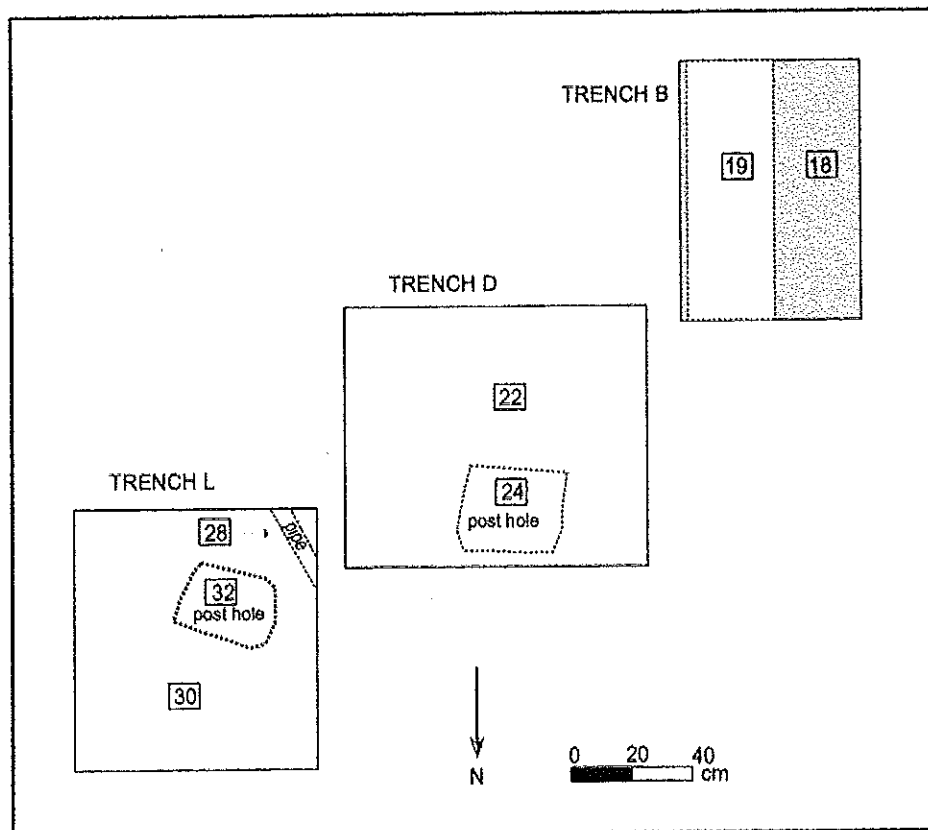 TRENCH B
19
18
TRENCH D
22
24
post hole
TRENCH L
28
pipe
32
post hole
30
N
0 20 40
cm